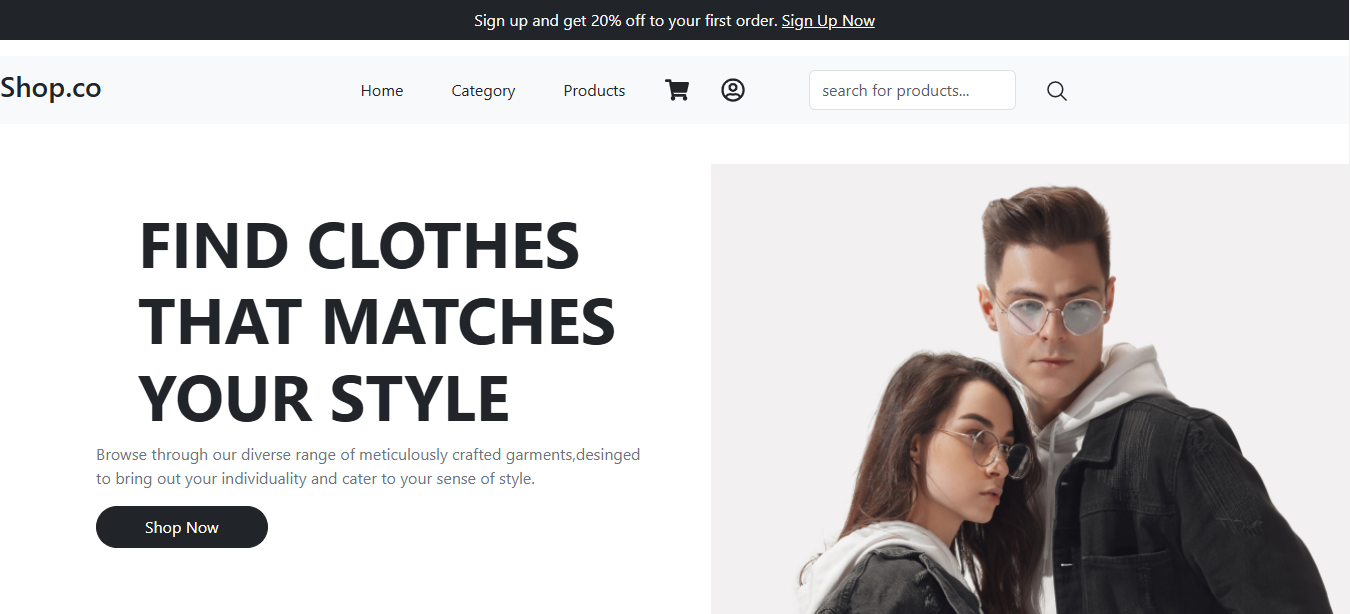 Sign up and get 20% off to your first order. Sign Up Now
Shop.co
Home
Category
Products
search for products...
FIND CLOTHES
THAT MATCHES
YOUR STYLE
Browse through our diverse range of meticulously crafted garments,desinged
to bring out your individuality and cater to your sense of style.
Shop Now